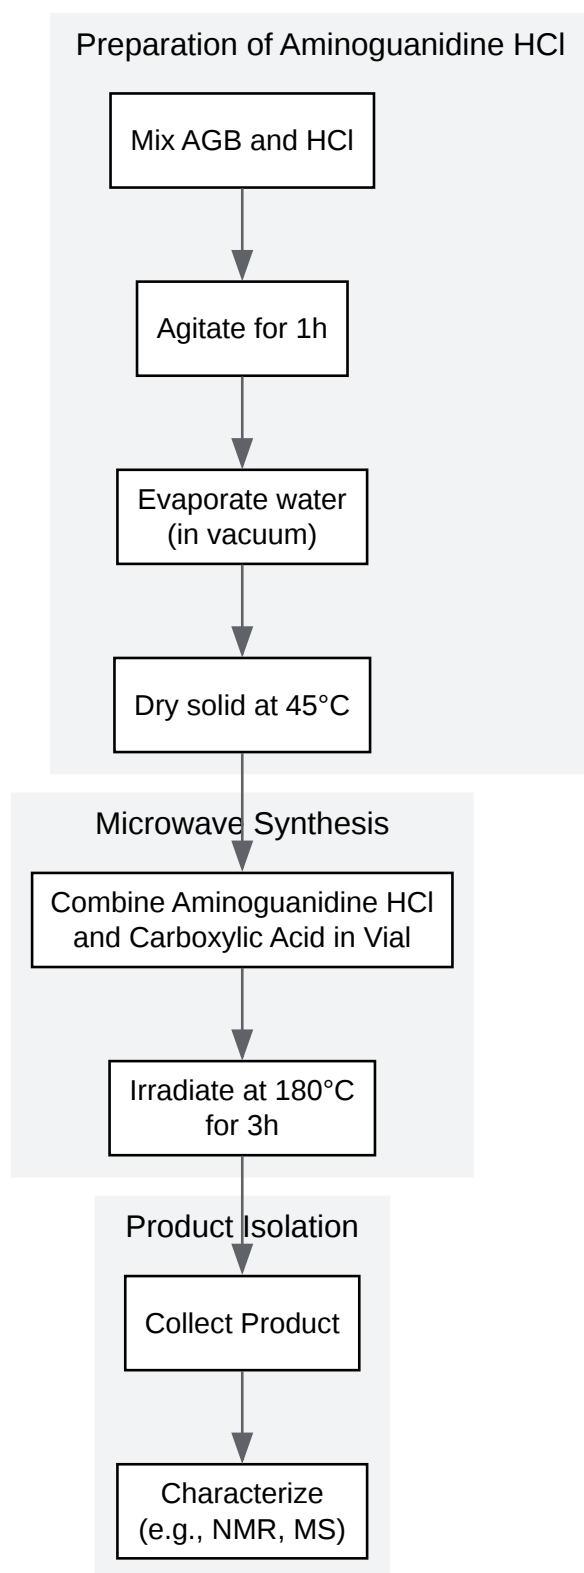 Preparation of Aminoguanidine HCl
Mix AGB and HCl
Agitate for 1h
Evaporate water
(in vacuum)
Dry solid at 45°C
Microwave Synthesis
Combine Aminoguanidine HCl
and Carboxylic Acid in Vial
Irradiate at 180°C
for 3h
Product Isolation
Collect Product
Characterize
(e.g., NMR, MS)